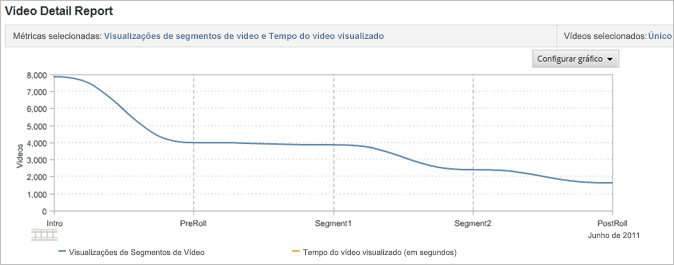 Video Detail Report
Métricas selecionadas: Visualizações de segmentos de vídeo e Tempo do vídeo visualizado
Vídeos selecionados: Único
Configurar gráfico
8,000
7,000
6,000
5,000
4,000
3,000
2,000
1,000
0
Vídeos
Intro PreRoll Segment1 Segment2 PostRoll
Junho de 2011
Visualizações de Segmentos de Vídeo Tempo do vídeo visualizado (em segundos)